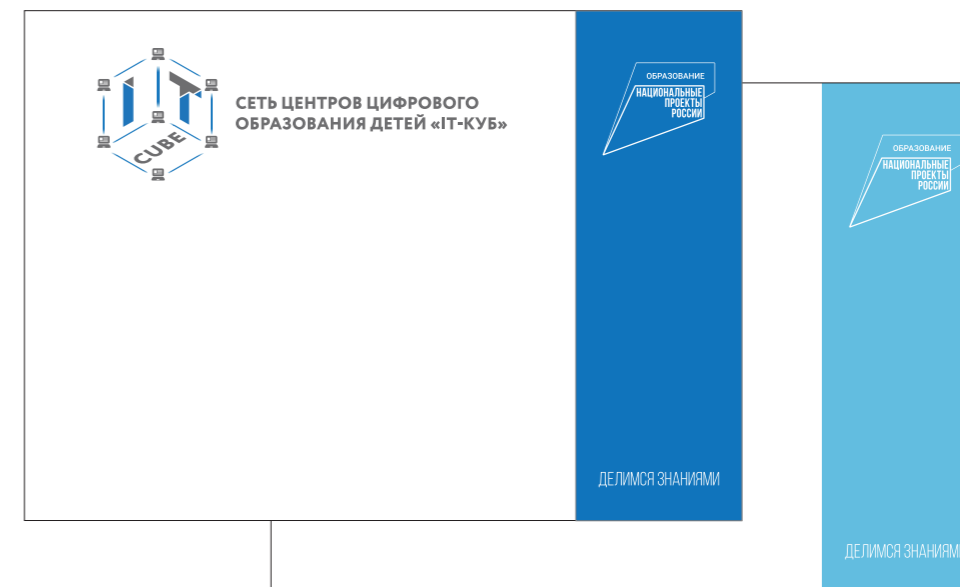 IT
CUBE
СЕТЬ ЦЕНТРОВ ЦИФРОВОГО
ОБРАЗОВАНИЯ ДЕТЕЙ «IT-КУБ»
ОБРАЗОВАНИЕ
НАЦИОНАЛЬНЫЕ
ПРОЕКТЫ
РОССИИ
ДЕЛИМСЯ ЗНАНИЯМИ
ОБРАЗОВАНИЕ
НАЦИОНАЛЬНЫЕ
ПРОЕКТЫ
РОССИИ
ДЕЛИМСЯ ЗНАНИЯМИ